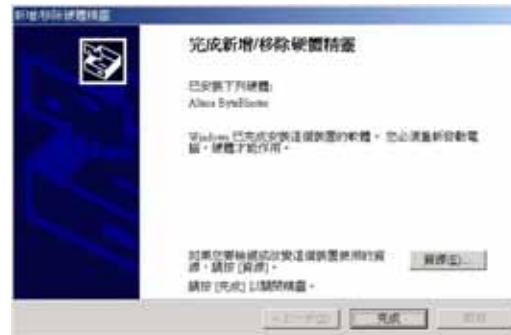 新增/移除硬體精靈
完成新增/移除硬體精靈
已安裝下列硬體:
Altera ByteBlaster
Windows 已完成安裝這個裝置的軟體。 您必須重新啟動電
腦，硬體才能作用。
如果您要檢視或改變這個裝置使用的資
源，請按 [資源]。
資源(E)...
請按 [完成] 以關閉精靈。
完成
取消